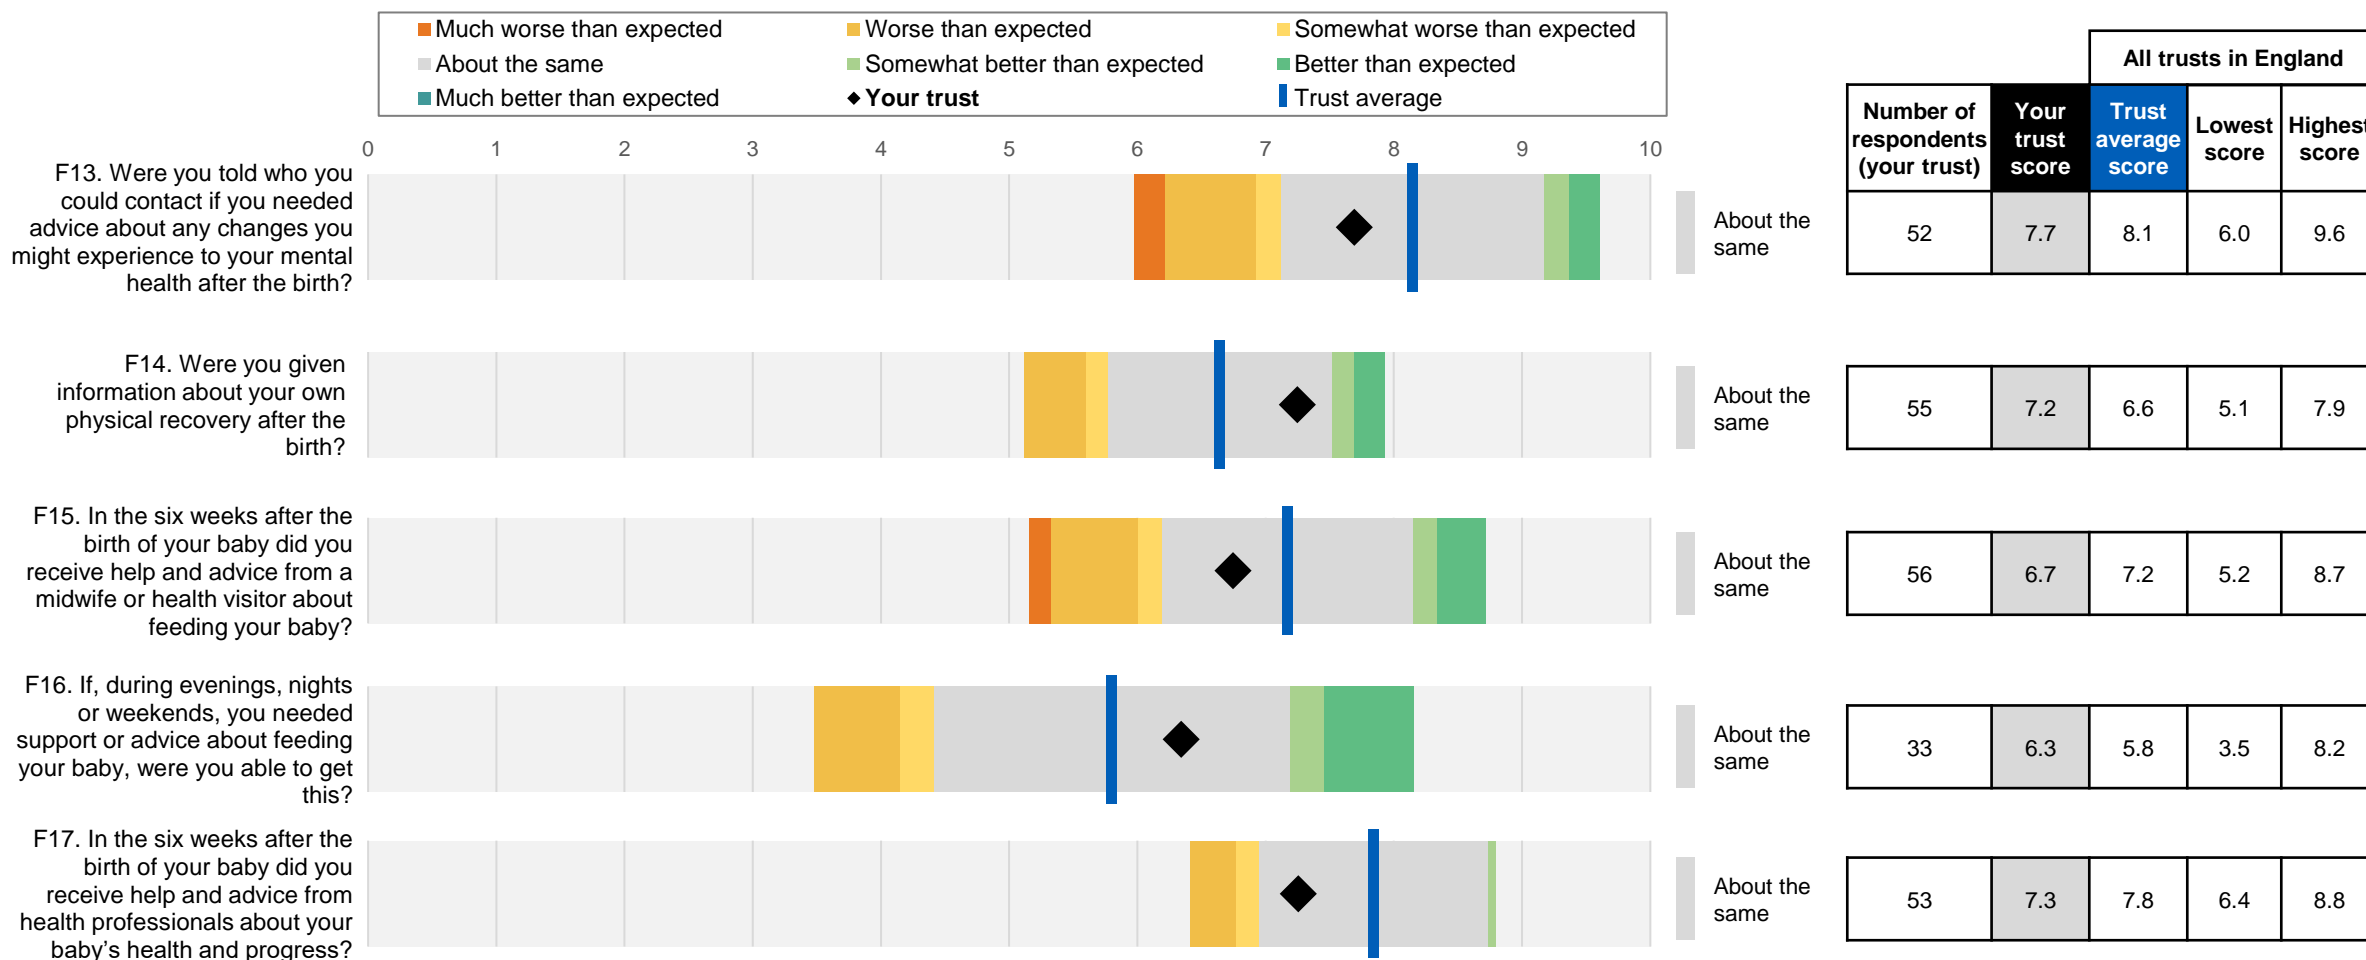 Much worse than expected
Worse than expected
Somewhat worse than expected
About the same
Somewhat better than expected
Better than expected
Much better than expected
Your trust
Trust average
All trusts in England
Number of
respondents
(your trust)
Your
trust
score
Trust
average
score
Lowest
score
Highest
score
0 1 2 3 4 5 6 7 8 9 10
F13. Were you told who you
could contact if you needed
advice about any changes you
might experience to your mental
health after the birth?
About the
same
52 7.7 8.1 6.0 9.6
F14. Were you given
information about your own
physical recovery after the
birth?
About the
same
55 7.2 6.6 5.1 7.9
F15. In the six weeks after the
birth of your baby did you
receive help and advice from a
midwife or health visitor about
feeding your baby?
About the
same
56 6.7 7.2 5.2 8.7
F16. If, during evenings, nights
or weekends, you needed
support or advice about feeding
your baby, were you able to get
this?
About the
same
33 6.3 5.8 3.5 8.2
F17. In the six weeks after the
birth of your baby did you
receive help and advice from
health professionals about your
baby’s health and progress?
About the
same
53 7.3 7.8 6.4 8.8